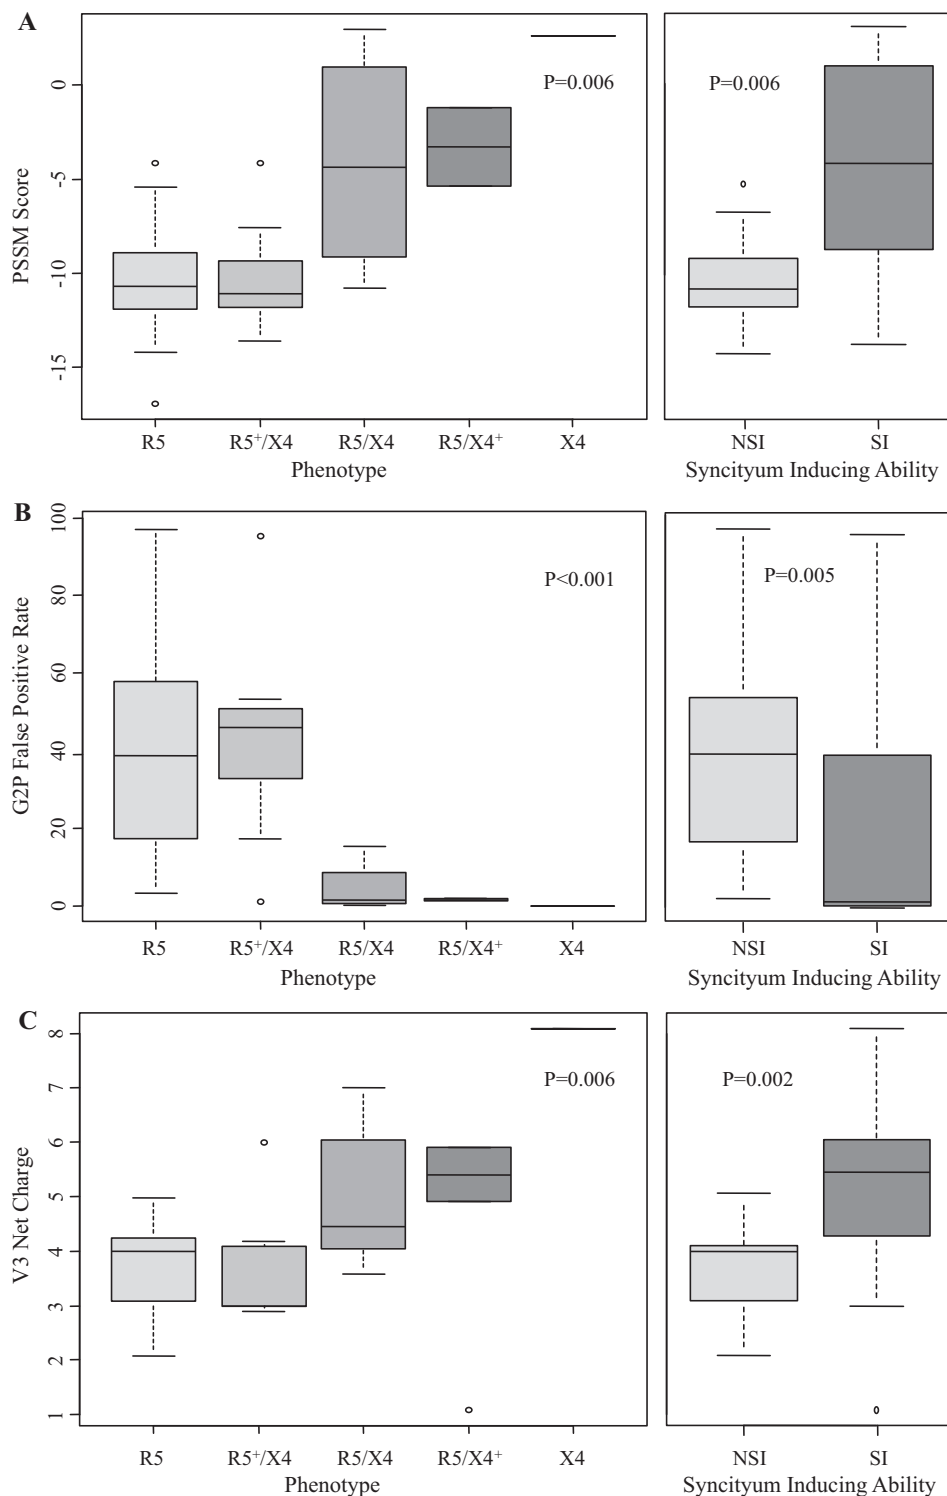 A
PSSM Score
0
-5
-10
-15
P=0.006
P=0.006
R5 R5⁺/X4 R5/X4 R5/X4⁺ X4
NSI SI
Phenotype
Syncityum Inducing Ability
B
G2P False Positive Rate
100
80
60
40
20
0
P<0.001
P=0.005
R5 R5⁺/X4 R5/X4 R5/X4⁺ X4
NSI SI
Phenotype
Syncityum Inducing Ability
C
V3 Net Charge
8
7
6
5
4
3
2
1
P=0.006
P=0.002
R5 R5⁺/X4 R5/X4 R5/X4⁺ X4
NSI SI
Phenotype
Syncityum Inducing Ability